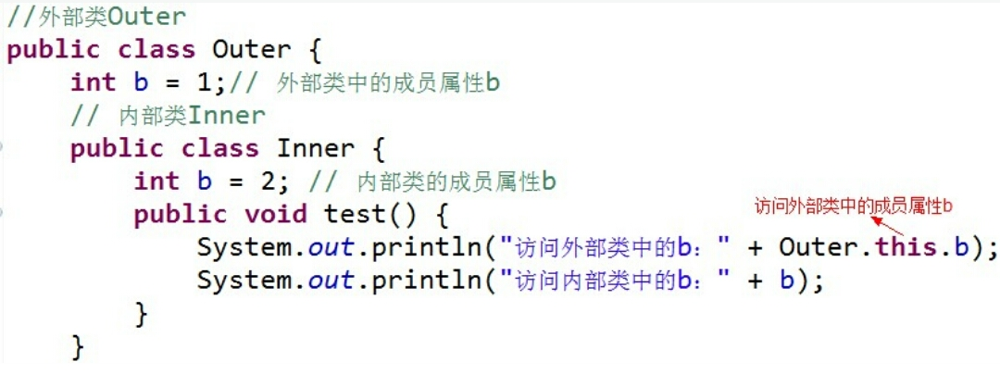 //外部类Outer
public class Outer {
    int b = 1;// 外部类中的成员属性b
    // 内部类Inner
    public class Inner {
        int b = 2; // 内部类的成员属性b
        public void test() {
访问外部类中的成员属性b
            System.out.println("访问外部类中的b：" + Outer.this.b);
            System.out.println("访问内部类中的b：" + b);
        }
    }